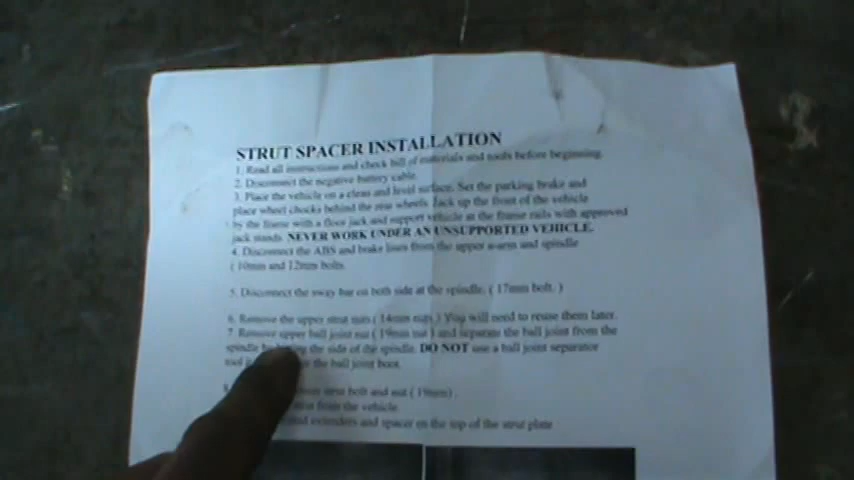 STRUT SPACER INSTALLATION
1. Read all instructions and check bill of materials and tools before beginning.
2. Disconnect the negative battery cable.
3. Place the vehicle on a clean and level surface. Set the parking brake and
place wheel chocks behind the rear wheels. Jack up the front of the vehicle
by the frame with a floor jack and support vehicle at the frame rails with approved
jack stands. NEVER WORK UNDER AN UNSUPPORTED VEHICLE.
4. Disconnect the ABS and brake lines from the upper a-arm and spindle
( 10mm and 12mm bolts.
5. Disconnect the sway bar on both side at the spindle. ( 17mm bolt. )
6. Remove the upper strut nuts ( 14mm nuts ) You will need to reuse them later.
7. Remove upper ball joint nut ( 19mm nut ) and separate the ball joint from the
spindle by the side of the spindle. DO NOT use a ball joint separator
tool the ball joint boot.
strut bolt and nut ( 19mm ) .
from the vehicle.
extenders and spacer on the top of the strut plate